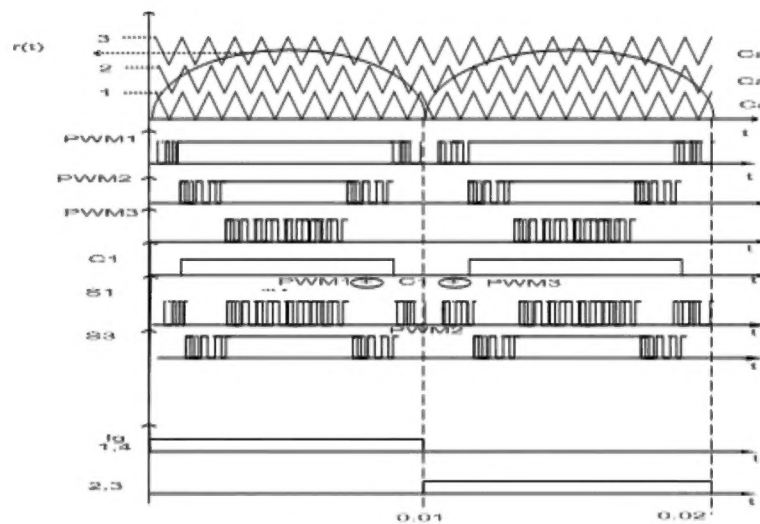 3
r(t)
2
1
t
PWM1
t
PWM2
t
PWM3
t
C1
t
PWM1 C1 PWM3
S1
t
PWM2
S3
t
Ig
1,4
t
2,3
t
0.01
0.02